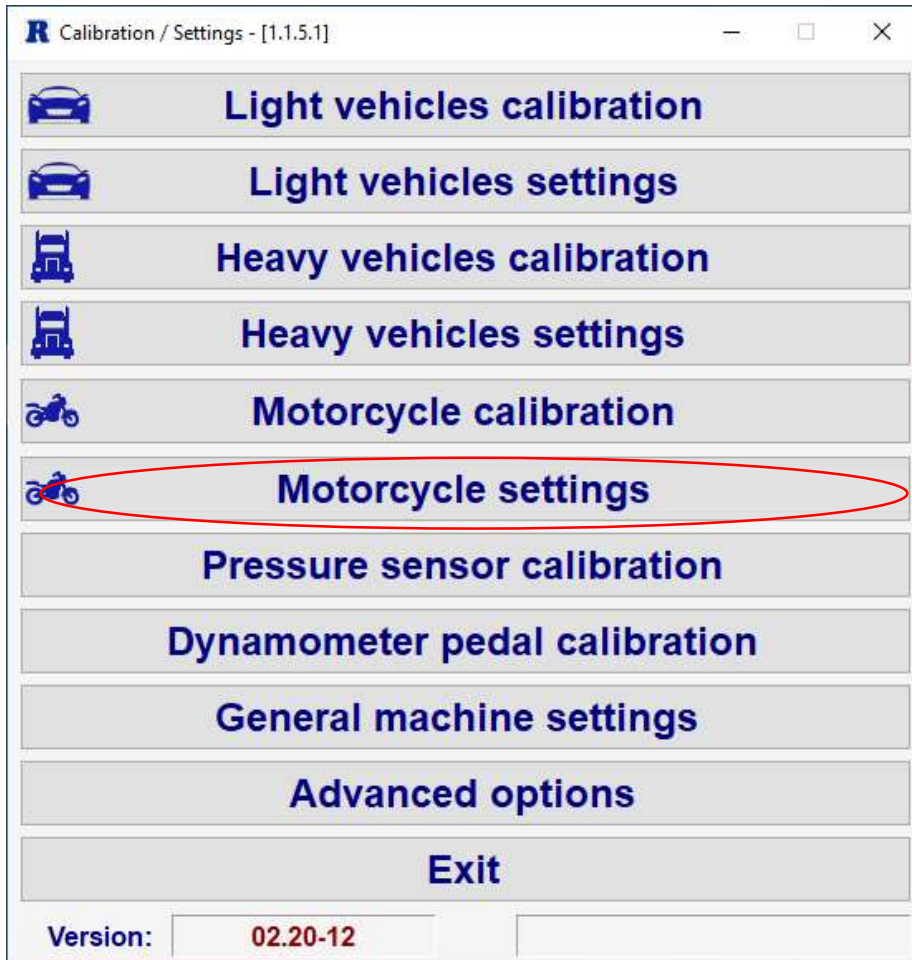 R Calibration / Settings - [1.1.5.1]
Light vehicles calibration
Light vehicles settings
Heavy vehicles calibration
Heavy vehicles settings
Motorcycle calibration
Motorcycle settings
Pressure sensor calibration
Dynamometer pedal calibration
General machine settings
Advanced options
Exit
Version: 02.20-12